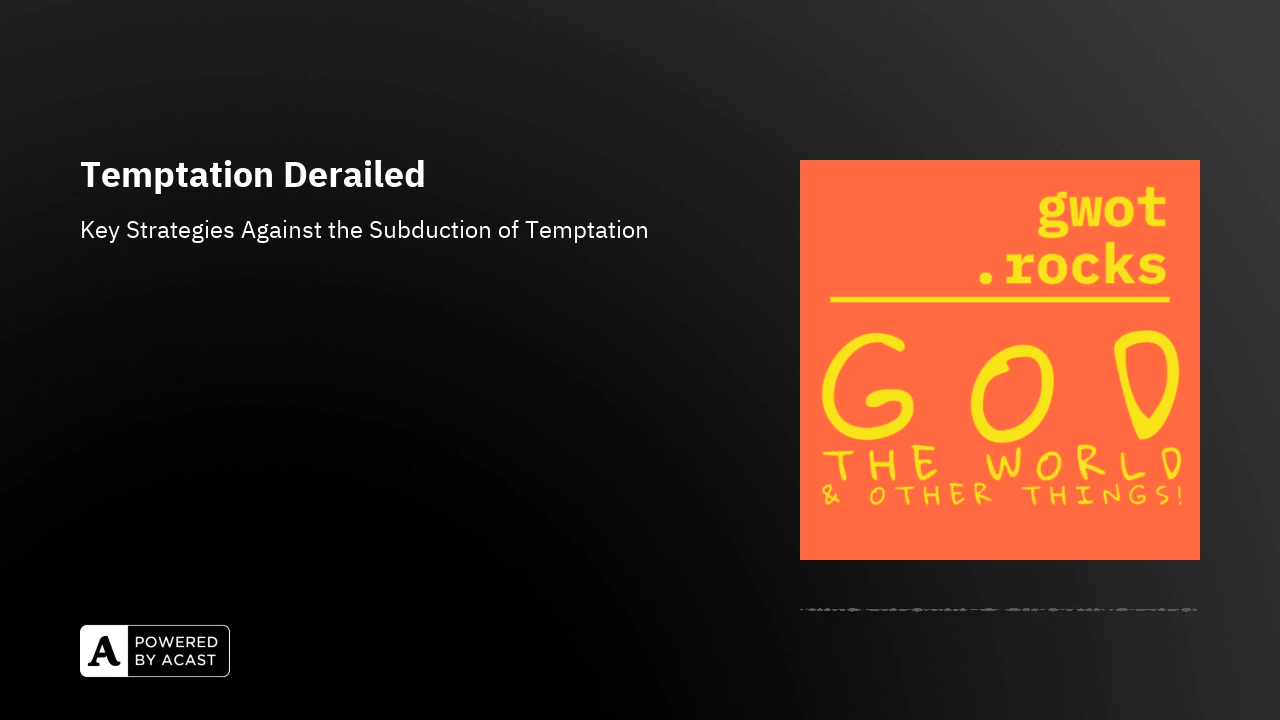 Temptation Derailed
Key Strategies Against the Subduction of Temptation
gwot
.rocks
GOD
THE WORLD
& OTHER THINGS!
A POWERED
BY ACAST